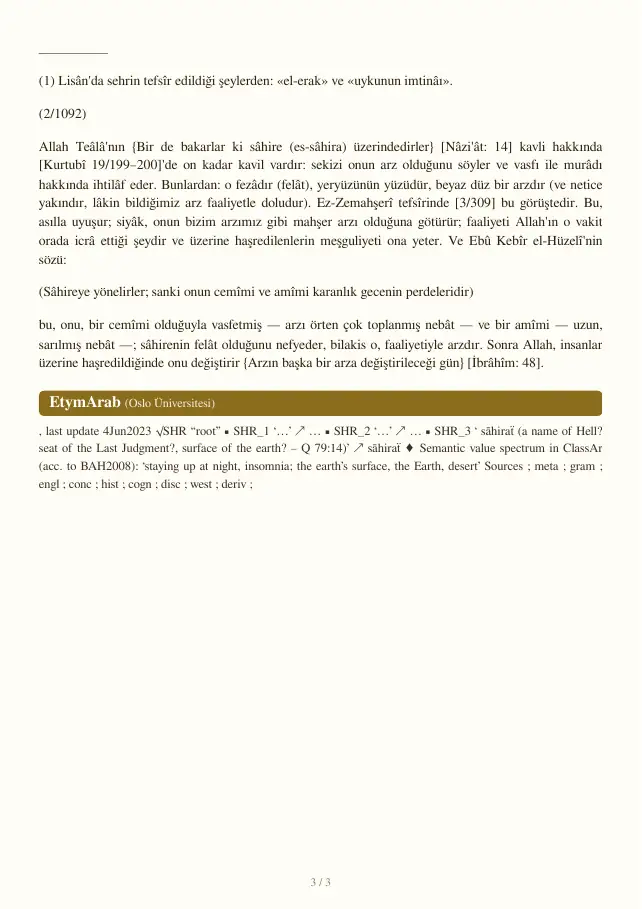 (1) Lisân'da sehrin tefsîr edildiği şeylerden: «el-erak» ve «uykunun imtinâı».
(2/1092)
Allah Teâlâ'nın {Bir de bakarlar ki sâhire (es-sâhira) üzerindedirler} [Nâzi'ât: 14] kavli hakkında
[Kurtubî 19/199–200]'de on kadar kavil vardır: sekizi onun arz olduğunu söyler ve vasfı ile murâdı
hakkında ihtilâf eder. Bunlardan: o fezâdır (felât), yeryüzünün yüzüdür, beyaz düz bir arzdır (ve netice
yakındır, lâkin bildiğimiz arz faaliyetle doludur). Ez-Zemahşerî tefsîrinde [3/309] bu görüştedir. Bu,
asılla uyuşur; siyâk, onun bizim arzımız gibi mahşer arzı olduğuna götürür; faaliyeti Allah'ın o vakit
orada icrâ ettiği şeydir ve üzerine haşredilenlerin meşguliyeti ona yeter. Ve Ebû Kebîr el-Hüzelî'nin
sözü:
(Sâhireye yönelirler; sanki onun cemîmi ve amîmi karanlık gecenin perdeleridir)
bu, onu, bir cemîmi olduğuyla vasfetmiş — arzı örten çok toplanmış nebât — ve bir amîmi — uzun,
sarılmış nebât —; sâhirenin felât olduğunu nefyeder, bilakis o, faaliyetiyle arzdır. Sonra Allah, insanlar
üzerine haşredildiğinde onu değiştirir {Arzın başka bir arza değiştirileceği gün} [İbrâhîm: 48].
EtymArab (Oslo Üniversitesi)
, last update 4Jun2023 √SHR “root” ▪ SHR_1 ‘…’ ↗ … ▪ SHR_2 ‘…’ ↗ … ▪ SHR_3 ‘ sāhiraẗ (a name of Hell?
seat of the Last Judgment?, surface of the earth? – Q 79:14)’ ↗ sāhiraẗ ♦ Semantic value spectrum in ClassAr
(acc. to BAH2008): ‘staying up at night, insomnia; the earth’s surface, the Earth, desert’ Sources ; meta ; gram ;
engl ; conc ; hist ; cogn ; disc ; west ; deriv ;
3 / 3